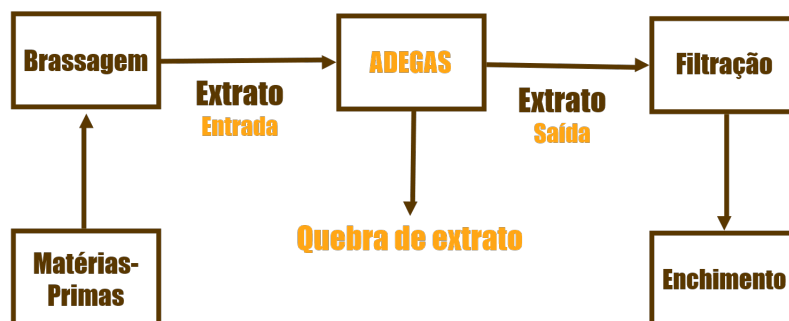 Brassagem
Extrato
Entrada
ADEGAS
Extrato
Saída
Filtração
Quebra de extrato
Matérias-
Primas
Enchimento